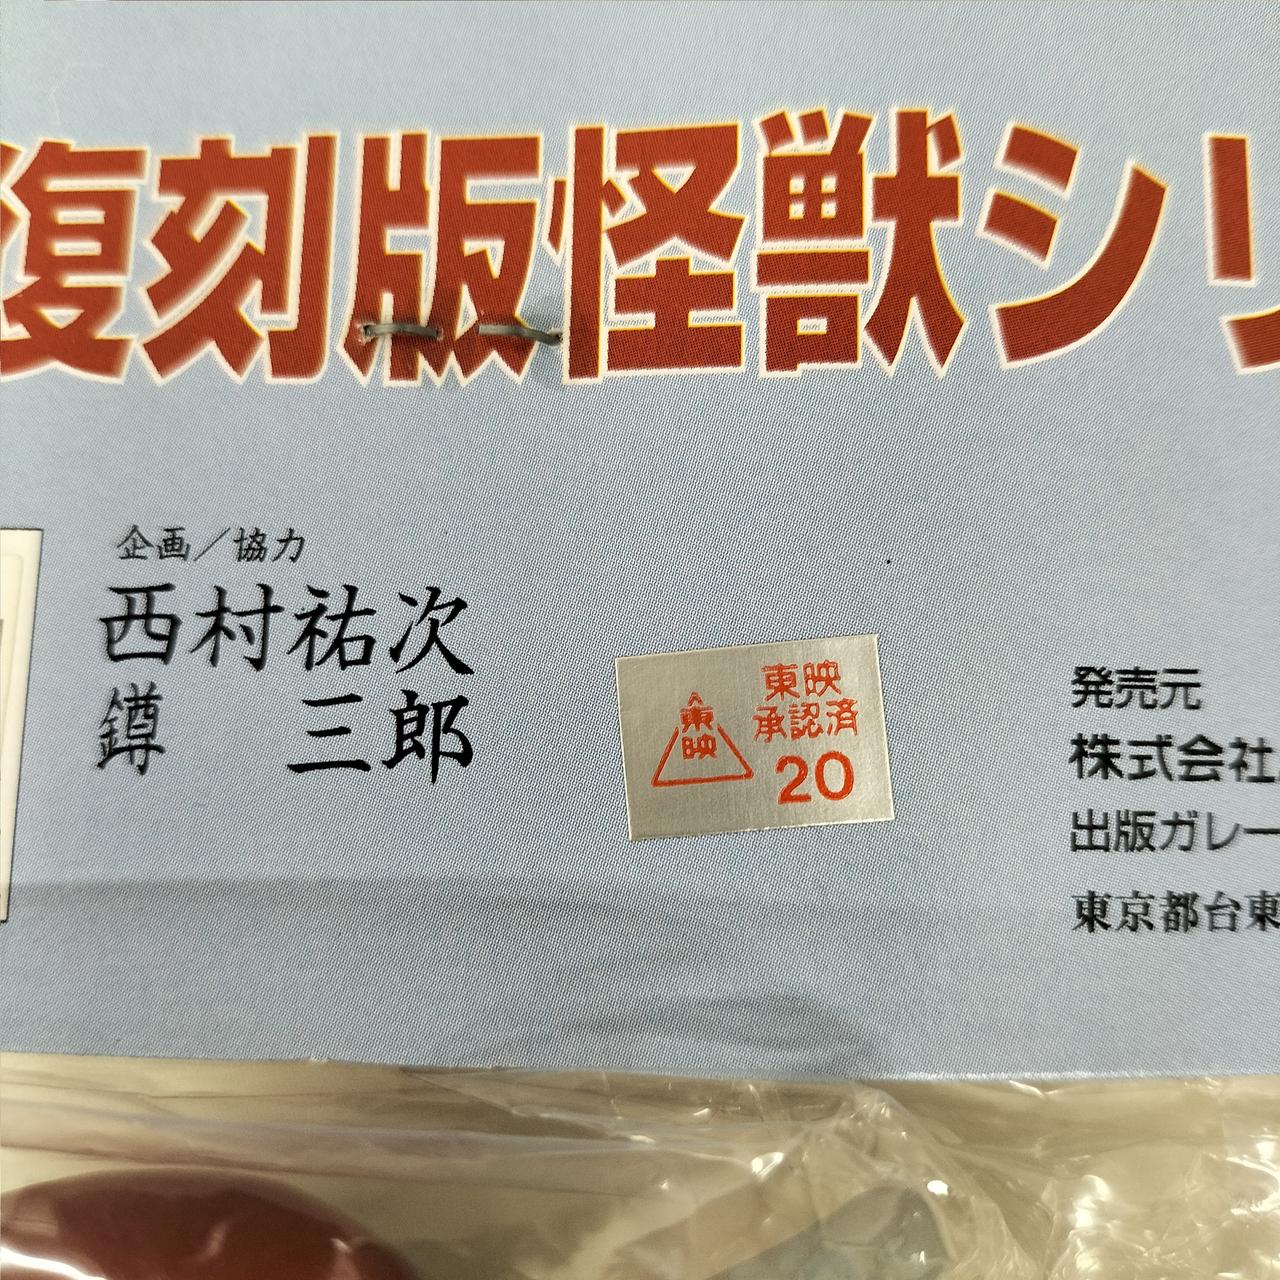 復刻版怪獣シリ
企画／協力
西村祐次
鐏 三郎
東映
東映
承認済
20
発売元
株式会社
出版ガレー
東京都台東